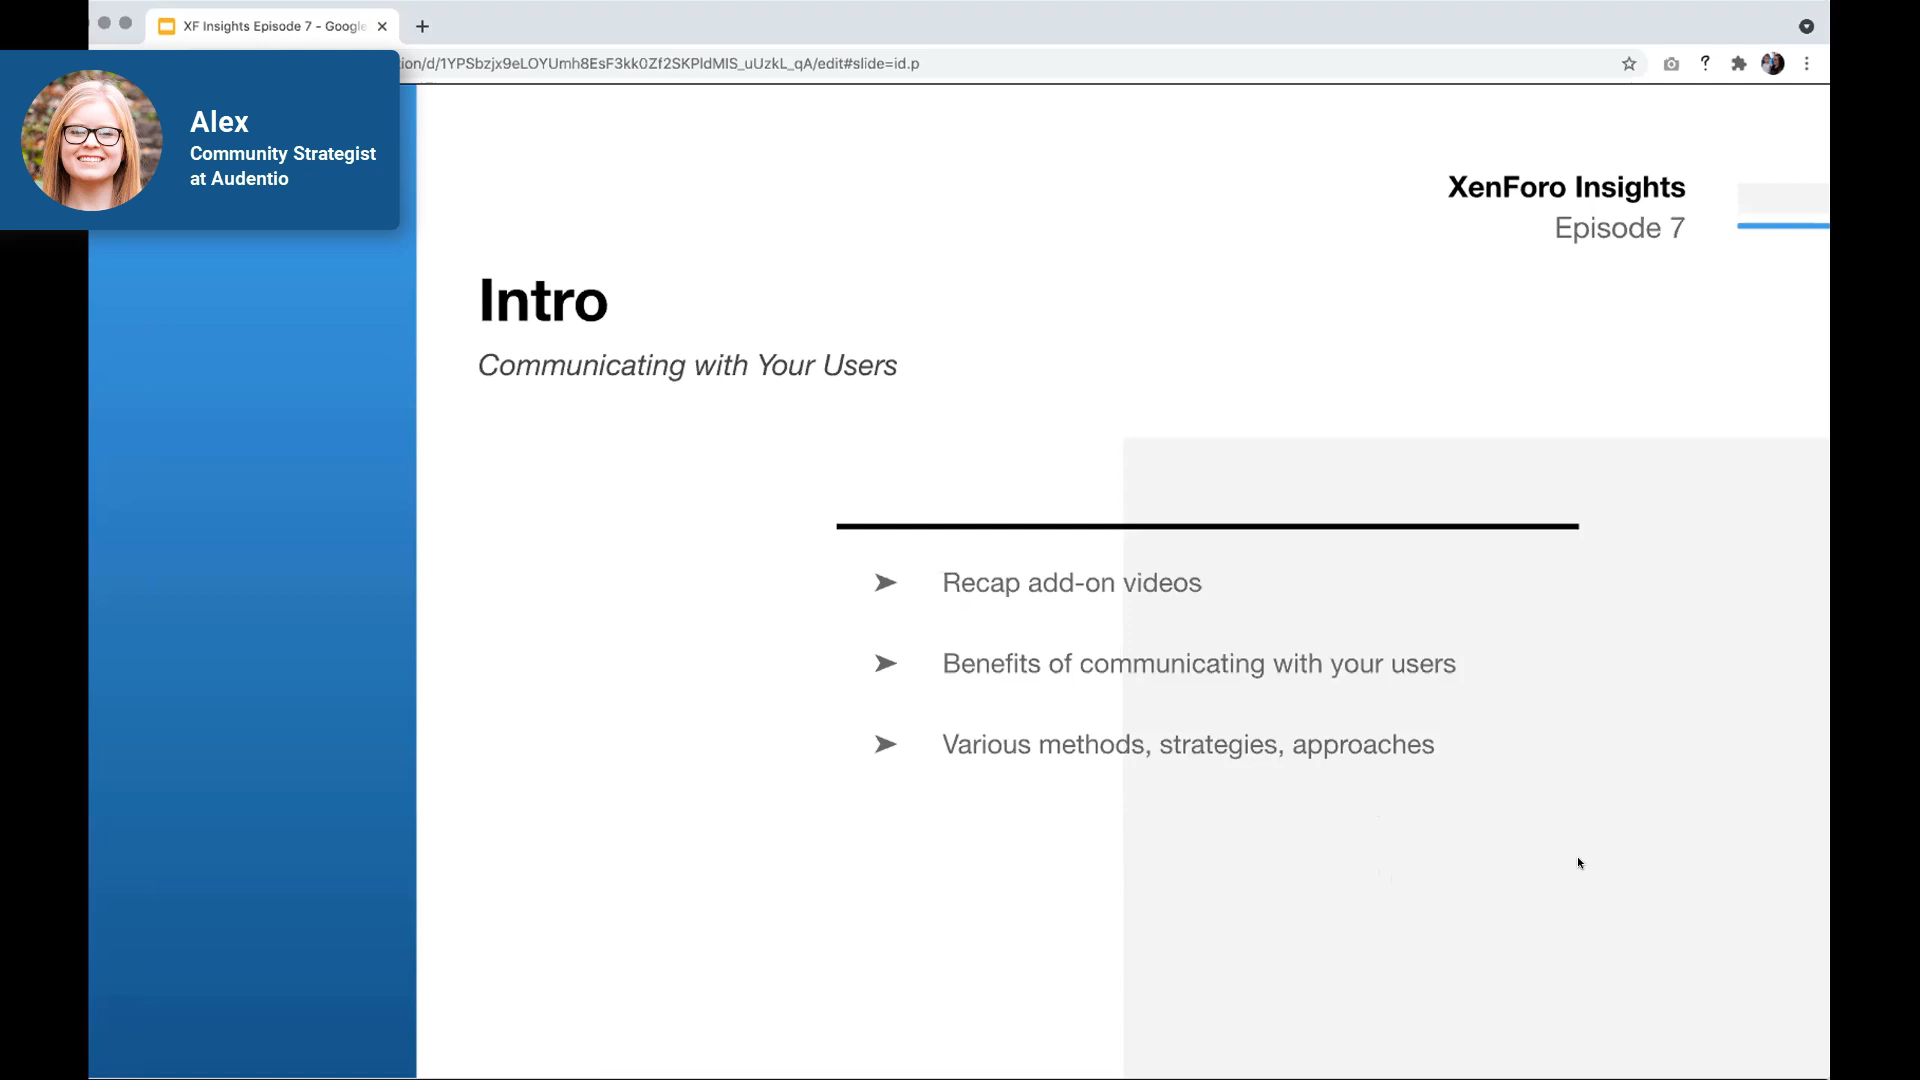 XF Insights Episode 7 - Google
ion/d/1YPSbzjx9eLOYUmh8EsF3kk0Zf2SKPldMIS_uUzkL_qA/edit#slide=id.p
Alex
Community Strategist
at Audentio
XenForo Insights
Episode 7
Intro
Communicating with Your Users
➤ Recap add-on videos
➤ Benefits of communicating with your users
➤ Various methods, strategies, approaches